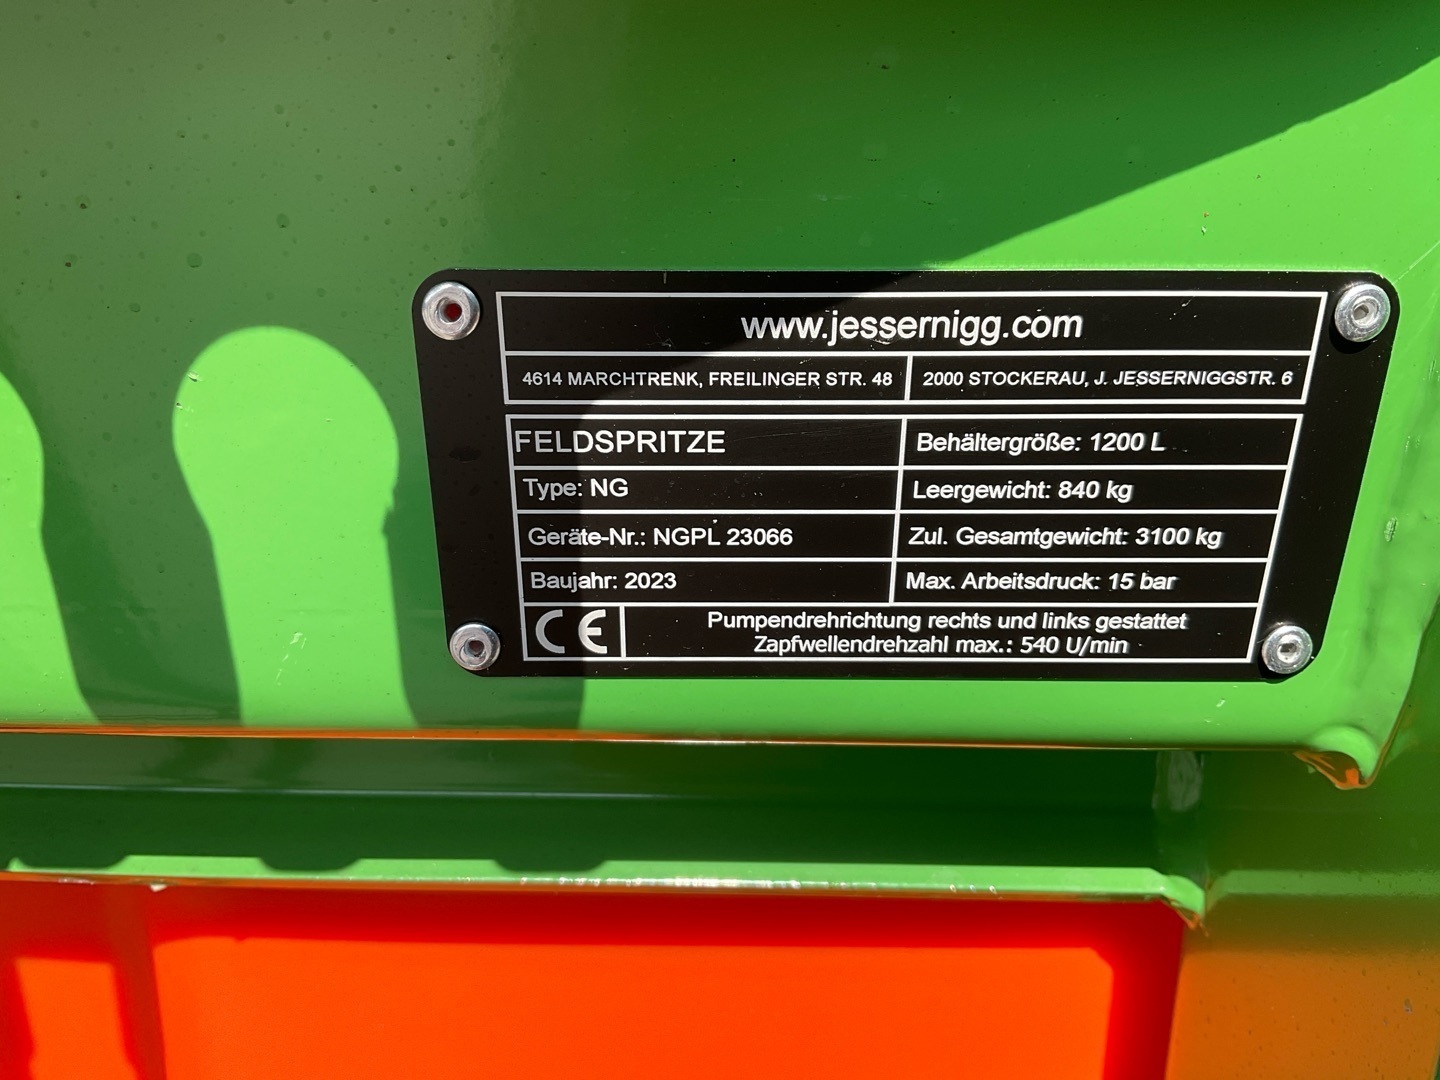 www.jessernigg.com
4614 MARCHTRENK, FREILINGER STR. 48
2000 STOCKERAU, J. JESSERNIGGSTR. 6
FELDSPRITZE
Behältergröße: 1200 L
Type: NG
Leergewicht: 840 kg
Geräte-Nr.: NGPL 23066
Zul. Gesamtgewicht: 3100 kg
Baujahr: 2023
Max. Arbeitsdruck: 15 bar
CE
Pumpendrehrichtung rechts und links gestattet
Zapfwellendrehzahl max.: 540 U/min